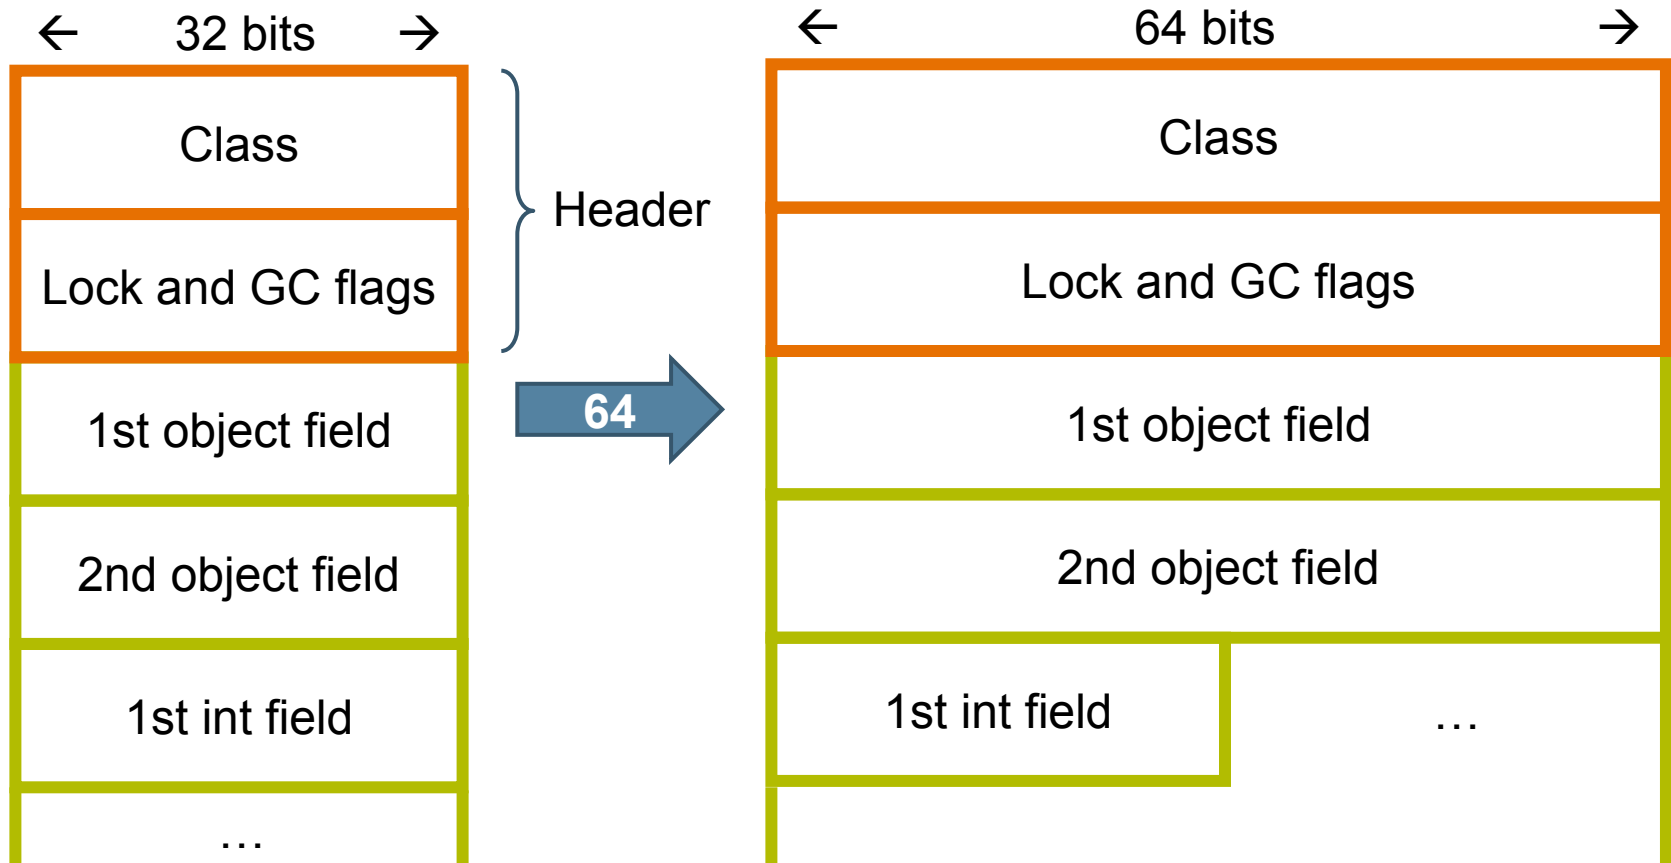 ← 32 bits →
Class
Lock and GC flags
Header
1st object field
2nd object field
1st int field
…
64
← 64 bits →
Class
Lock and GC flags
1st object field
2nd object field
1st int field
…